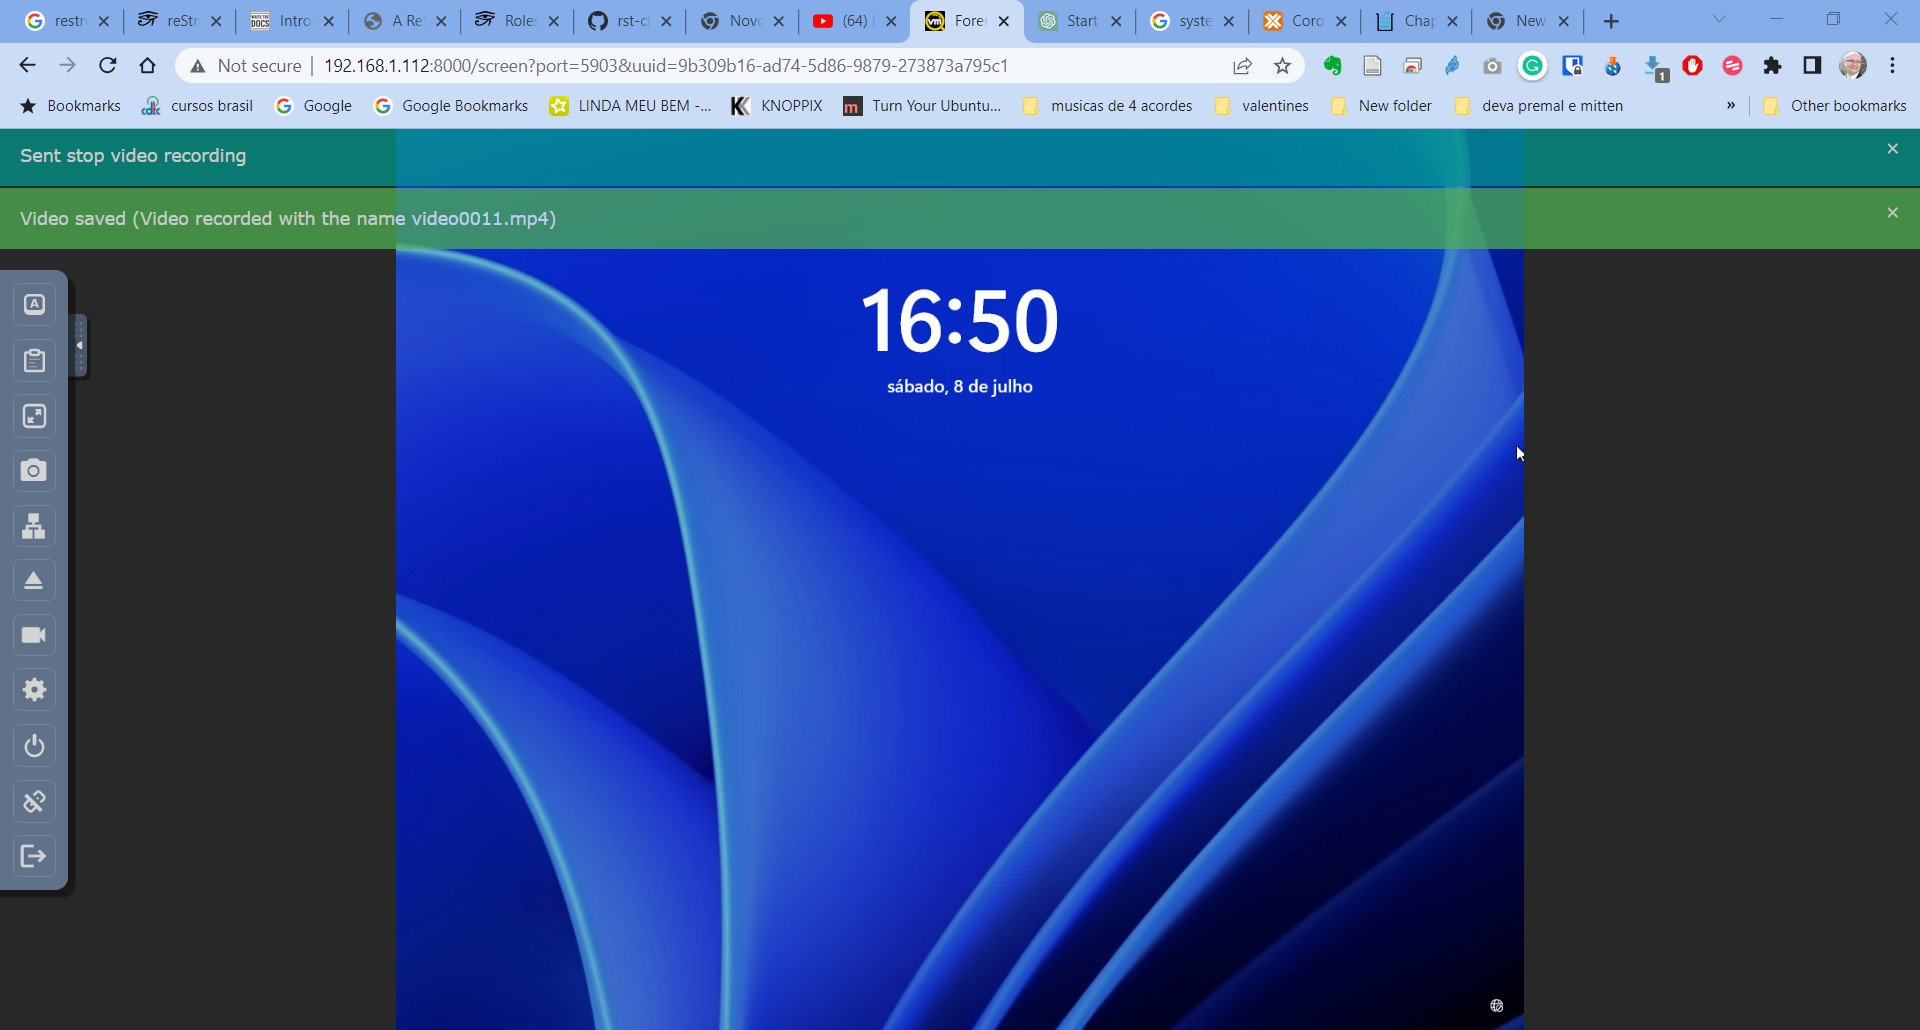 restr
reStr
Intro
A Re
Role
rst-cl
Novo
(64)
Fore
Start
syste
Coro
Chap
New
Not secure
192.168.1.112:8000/screen?port=5903&uuid=9b309b16-ad74-5d86-9879-273873a795c1
1
Bookmarks
cursos brasil
Google
Google Bookmarks
LINDA MEU BEM -...
KNOPPIX
Turn Your Ubuntu...
musicas de 4 acordes
valentines
New folder
deva premal e mitten
»
Other bookmarks
Sent stop video recording
Video saved (Video recorded with the name video0011.mp4)
16:50
sábado, 8 de julho